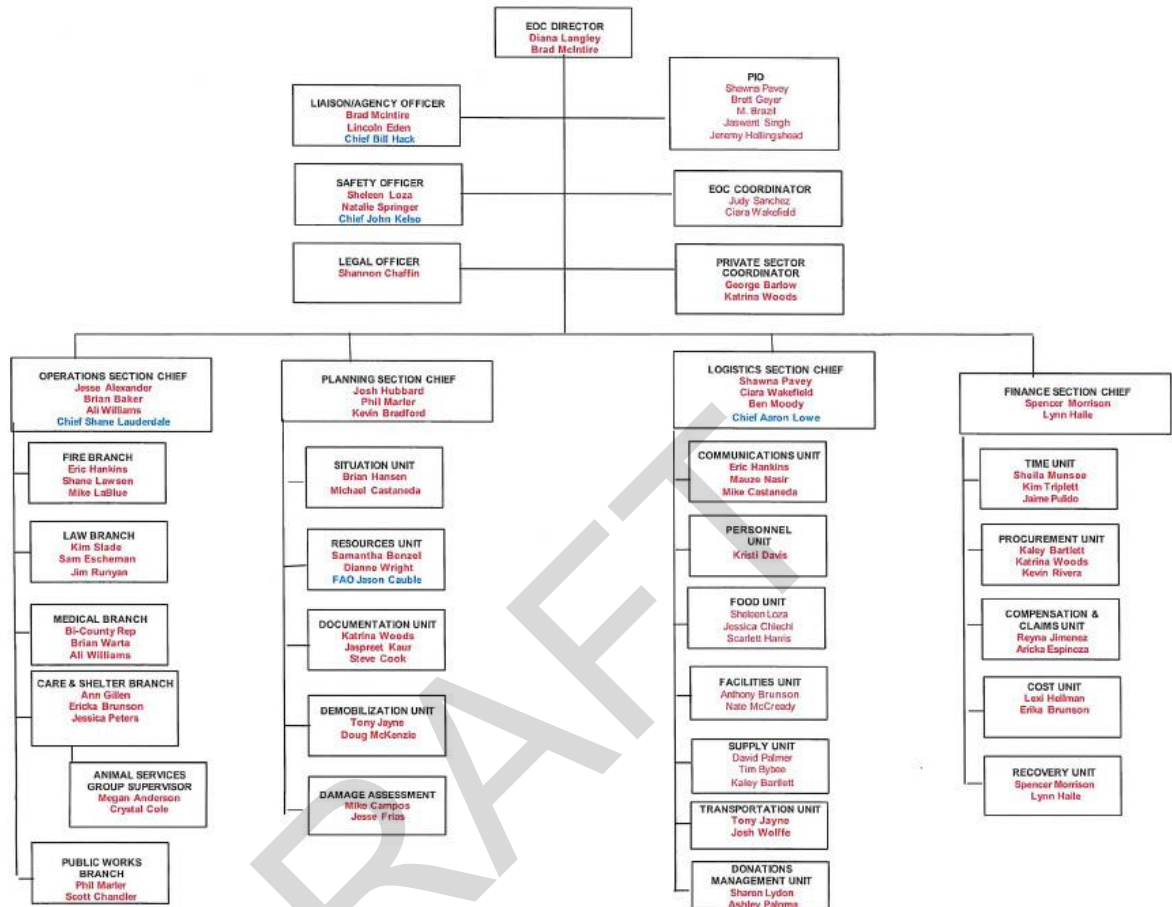 EOC DIRECTOR
Diana Langley
Brad McIntire
LIAISON/AGENCY OFFICER
Brad McIntire
Lincoln Eden
Chief Bill Hack
PIO
Shawna Pavey
Brett Geyer
M. Brazil
Jaswant Singh
Jeremy Hollingshead
SAFETY OFFICER
Sheleen Loza
Natalie Springer
Chief John Kelso
EOC COORDINATOR
Judy Sanchez
Ciara Wakefield
LEGAL OFFICER
Shannon Chaffin
PRIVATE SECTOR
COORDINATOR
George Barlow
Katrina Woods
OPERATIONS SECTION CHIEF
Jesse Alexander
Brian Baker
Ali Williams
Chief Shane Lauderdale
FIRE BRANCH
Eric Hankins
Shane Lawson
Mike LaBlue
LAW BRANCH
Kim Slade
Sam Escheman
Jim Runyan
MEDICAL BRANCH
Bi-County Rep
Brian Warta
Ali Williams
CARE & SHELTER BRANCH
Ann Gillen
Ericka Brunson
Jessica Peters
ANIMAL SERVICES
GROUP SUPERVISOR
Megan Anderson
Crystal Cole
PUBLIC WORKS
BRANCH
Phil Marler
Scott Chandler
PLANNING SECTION CHIEF
Josh Hubbard
Phil Marler
Kevin Bradford
SITUATION UNIT
Brian Hansen
Michael Castaneda
RESOURCES UNIT
Samantha Bonzel
Dianne Wright
FAO Jason Cauble
DOCUMENTATION UNIT
Katrina Woods
Jaspreet Kaur
Steve Cook
DEMOBILIZATION UNIT
Tony Jayne
Doug McKenzie
DAMAGE ASSESSMENT
Mike Campos
Jesse Frias
LOGISTICS SECTION CHIEF
Shawna Pavey
Ciara Wakefield
Ben Moody
Chief Aaron Lowe
COMMUNICATIONS UNIT
Eric Hankins
Mauze Nasir
Mike Castaneda
PERSONNEL
UNIT
Kristi Davis
FOOD UNIT
Sheleen Loza
Jessica Chiechi
Scarlett Harris
FACILITIES UNIT
Anthony Brunson
Nate McCready
SUPPLY UNIT
David Palmer
Tim Bybee
Kaley Bartlett
TRANSPORTATION UNIT
Tony Jayne
Josh Wolffe
DONATIONS
MANAGEMENT UNIT
Sharon Lydon
Ashley Paloma
FINANCE SECTION CHIEF
Spencer Morrison
Lynn Haile
TIME UNIT
Sheila Munsee
Kim Triplett
Jaime Pulido
PROCUREMENT UNIT
Kaley Bartlett
Katrina Woods
Kevin Rivera
COMPENSATION &
CLAIMS UNIT
Reyna Jimenez
Aricka Espinoza
COST UNIT
Lexi Heilman
Erika Brunson
RECOVERY UNIT
Spencer Morrison
Lynn Haile
RAFT